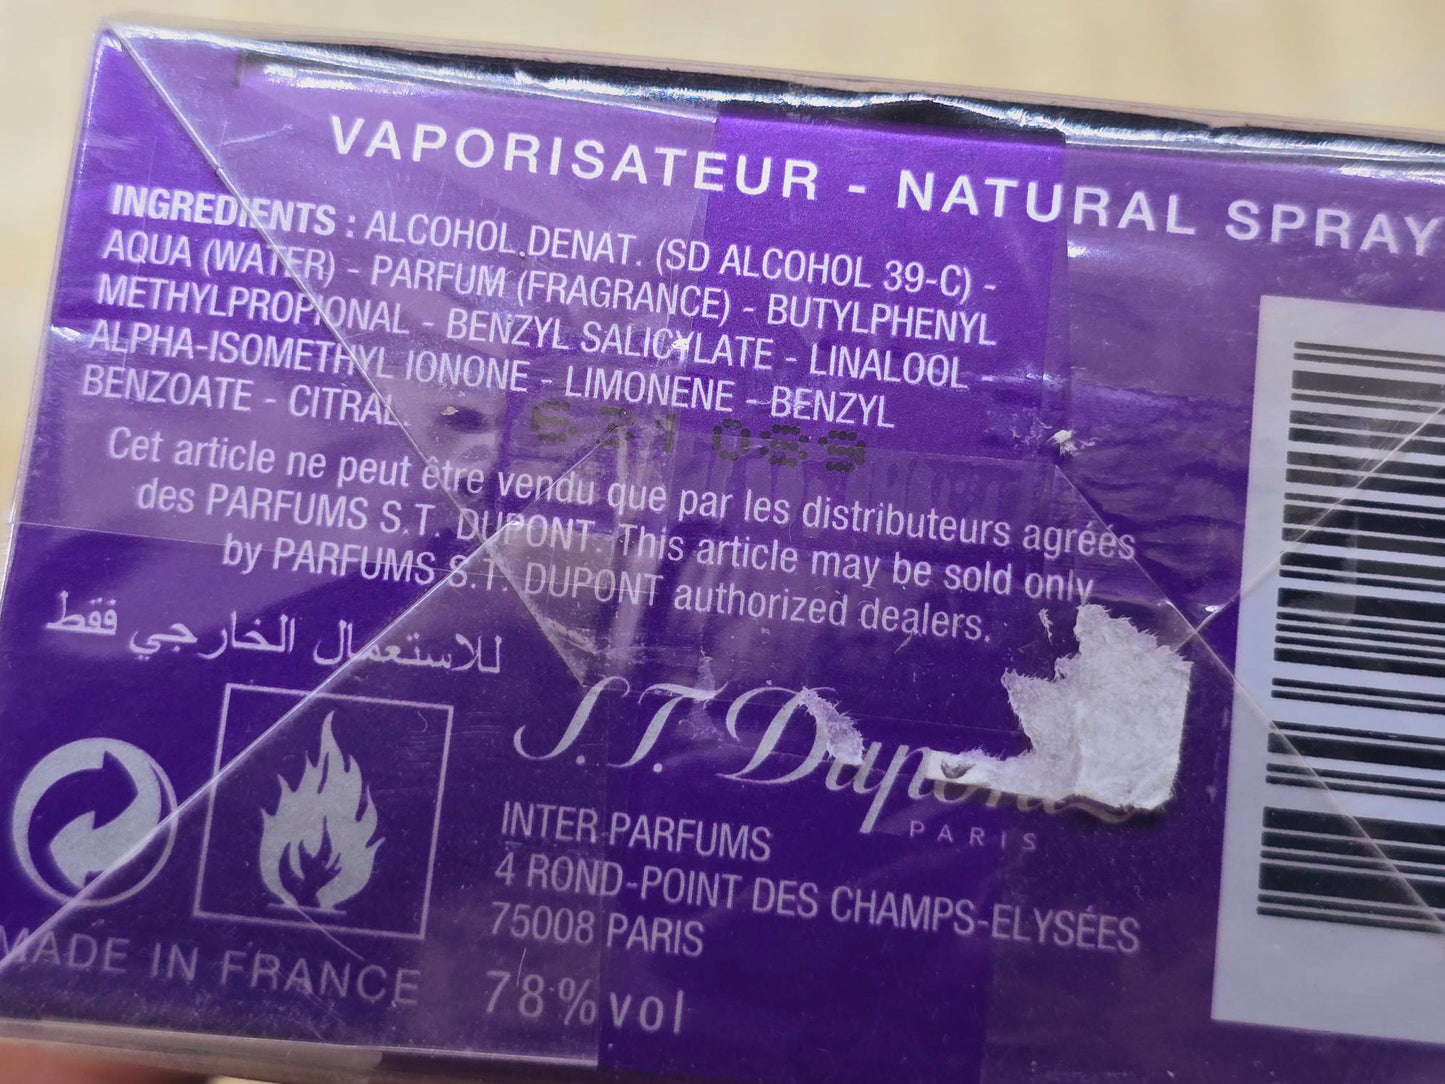 VAPORISATEUR - NATURAL SPRAY
INGREDIENTS : ALCOHOL DENAT. (SD ALCOHOL 39-C) -
AQUA (WATER) - PARFUM (FRAGRANCE) - BUTYLPHENYL
METHYLPROPIONAL - BENZYL SALICYLATE - LINALOOL -
ALPHA-ISOMETHYL IONONE - LIMONENE - BENZYL
BENZOATE - CITRAL.
Cet article ne peut être vendu que par les distributeurs agréés
des PARFUMS S.T. DUPONT. This article may be sold only
by PARFUMS S.T. DUPONT authorized dealers.
للاستعمال الخارجي فقط
S.T. Dupont
PARIS
INTER PARFUMS
4 ROND-POINT DES CHAMPS-ELYSÉES
75008 PARIS
MADE IN FRANCE
78% vol